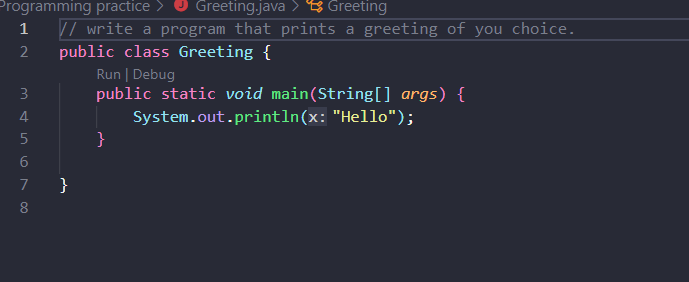 Programming practice > Greeting.java > Greeting
1 // write a program that prints a greeting of you choice.
2 public class Greeting {
Run | Debug
3 public static void main(String[] args) {
4 System.out.println(x: "Hello");
5 }
6
7 }
8